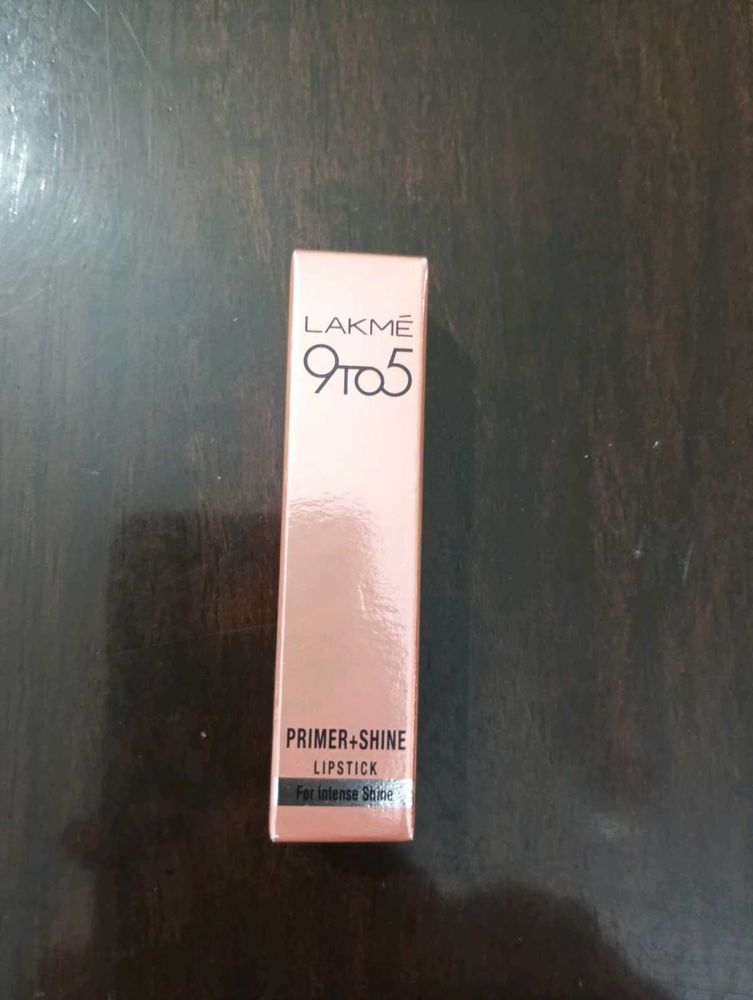 LAKMÉ
9TO5
PRIMER+SHINE
LIPSTICK
For Intense Shine